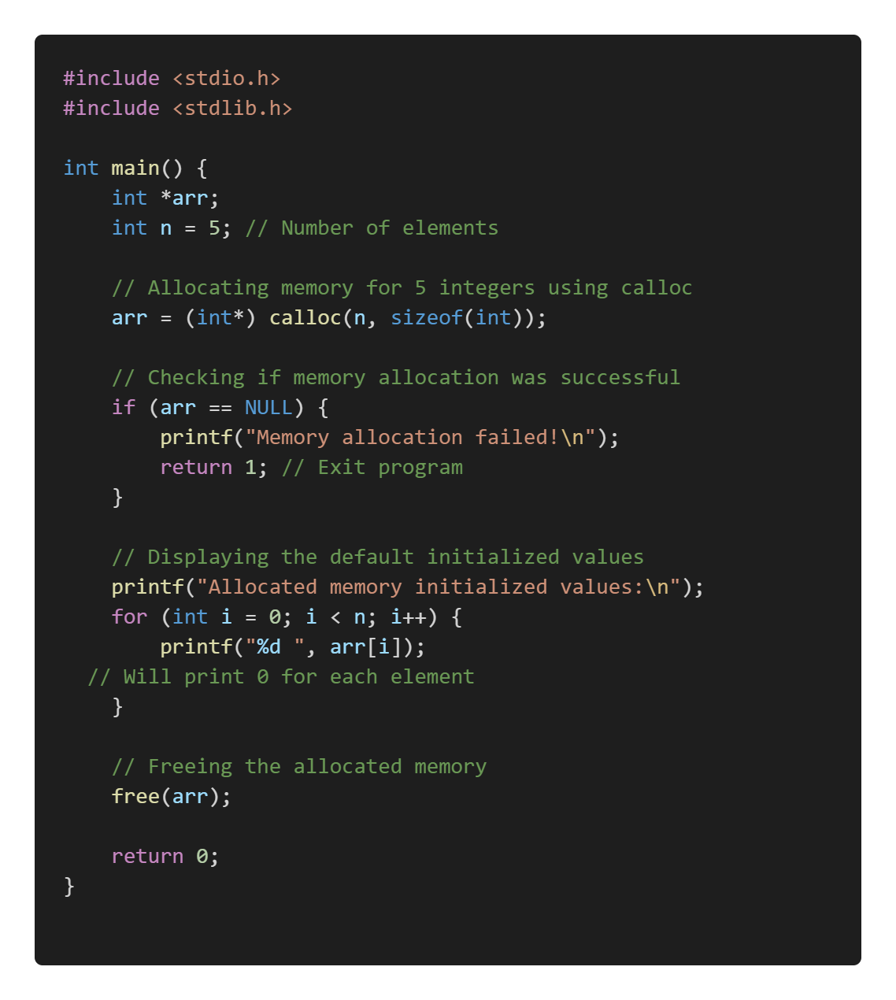 #include <stdio.h>
#include <stdlib.h>

int main() {
    int *arr;
    int n = 5; // Number of elements

    // Allocating memory for 5 integers using calloc
    arr = (int*) calloc(n, sizeof(int));

    // Checking if memory allocation was successful
    if (arr == NULL) {
        printf("Memory allocation failed!\n");
        return 1; // Exit program
    }

    // Displaying the default initialized values
    printf("Allocated memory initialized values:\n");
    for (int i = 0; i < n; i++) {
        printf("%d ", arr[i]);
  // Will print 0 for each element
    }

    // Freeing the allocated memory
    free(arr);

    return 0;
}